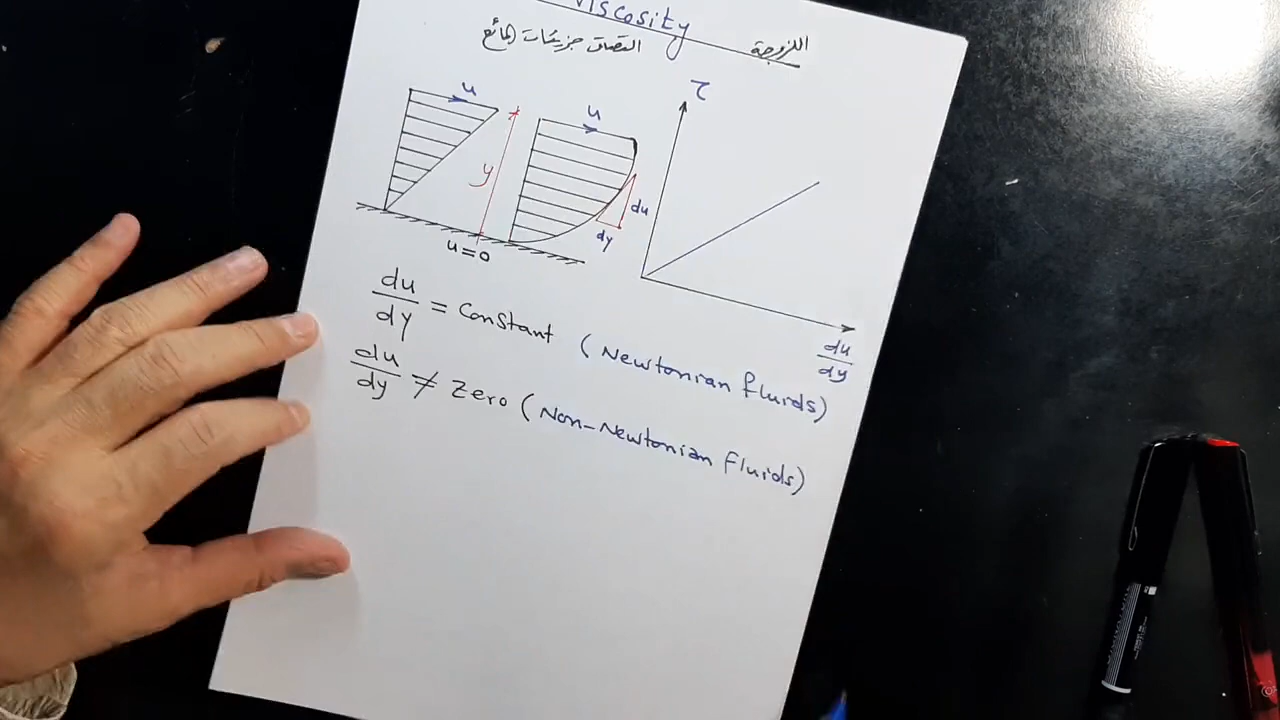 Viscosity
اللزوجة
التصاق جزيئات المائع
u
u
τ
y
du
dy
u=0
du/dy
du/dy = Constant (Newtonian fluids)
du/dy ≠ Zero (Non-Newtonian fluids)